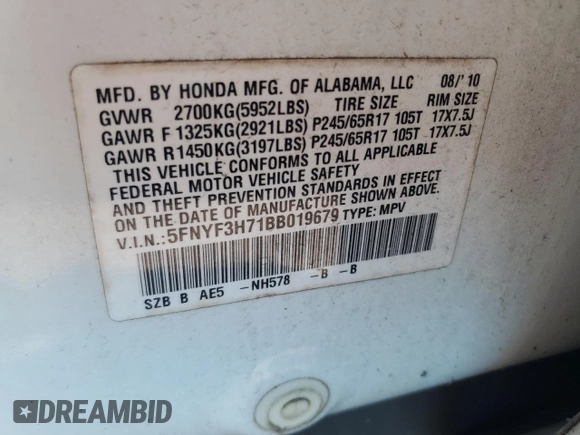 MFD. BY HONDA MFG. OF ALABAMA, LLC 08/'10
GVWR 2700KG(5952LBS) TIRE SIZE RIM SIZE
GAWR F 1325KG(2921LBS) P245/65R17 105T 17X7.5J
GAWR R 1450KG(3197LBS) P245/65R17 105T 17X7.5J
THIS VEHICLE CONFORMS TO ALL APPLICABLE
FEDERAL MOTOR VEHICLE SAFETY
AND THEFT PREVENTION STANDARDS IN EFFECT
ON THE DATE OF MANUFACTURE SHOWN ABOVE.
V.I.N.: 5FNYF3H71BB019679 TYPE: MPV
SZB B AE5 -NH578 -B -B
DREAMBID